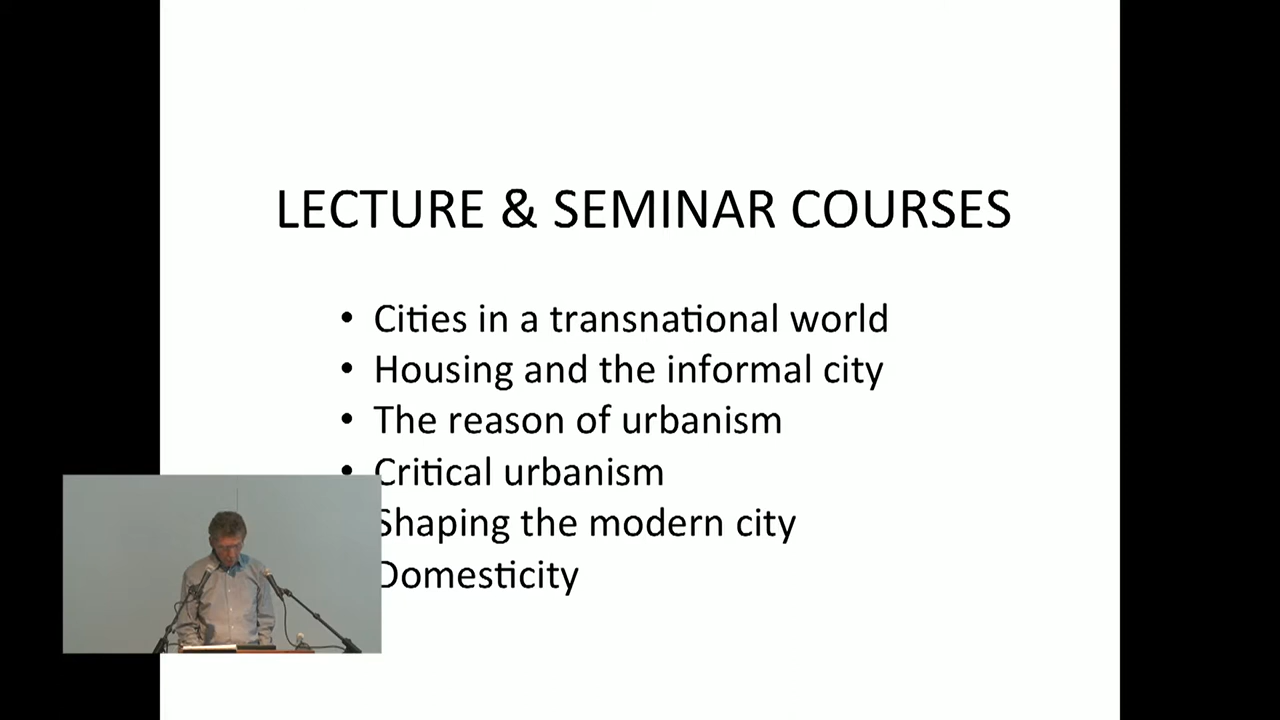 LECTURE & SEMINAR COURSES
• Cities in a transnational world
• Housing and the informal city
• The reason of urbanism
• Critical urbanism
Shaping the modern city
Domesticity